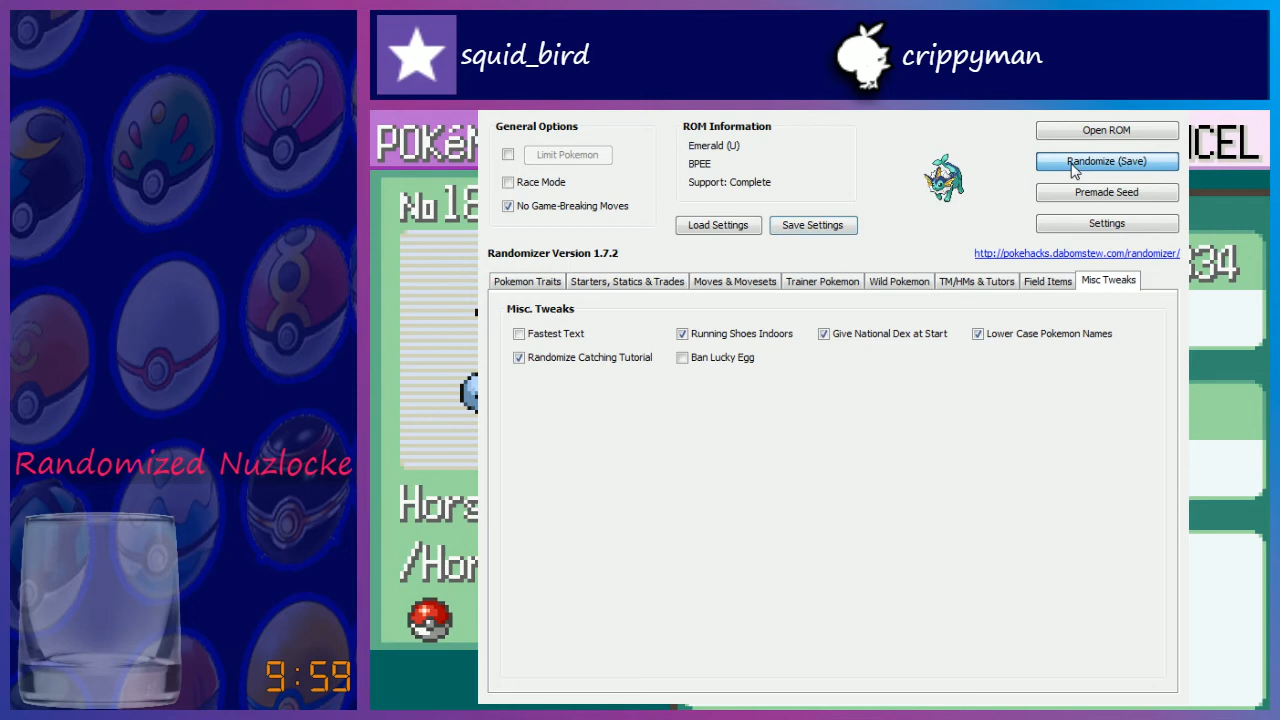 squid_bird
crippyman
General Options
Limit Pokemon
Race Mode
No Game-Breaking Moves
ROM Information
Emerald (U)
BPEE
Support: Complete
Load Settings Save Settings
Open ROM
Randomize (Save)
Premade Seed
Settings
Randomizer Version 1.7.2
http://pokehacks.dabomstew.com/randomizer/
Pokemon Traits Starters, Statics & Trades Moves & Movesets Trainer Pokemon Wild Pokemon TM/HMs & Tutors Field Items Misc Tweaks
Misc. Tweaks
Fastest Text Running Shoes Indoors Give National Dex at Start Lower Case Pokemon Names
Randomize Catching Tutorial Ban Lucky Egg
Randomized Nuzlocke
9:59